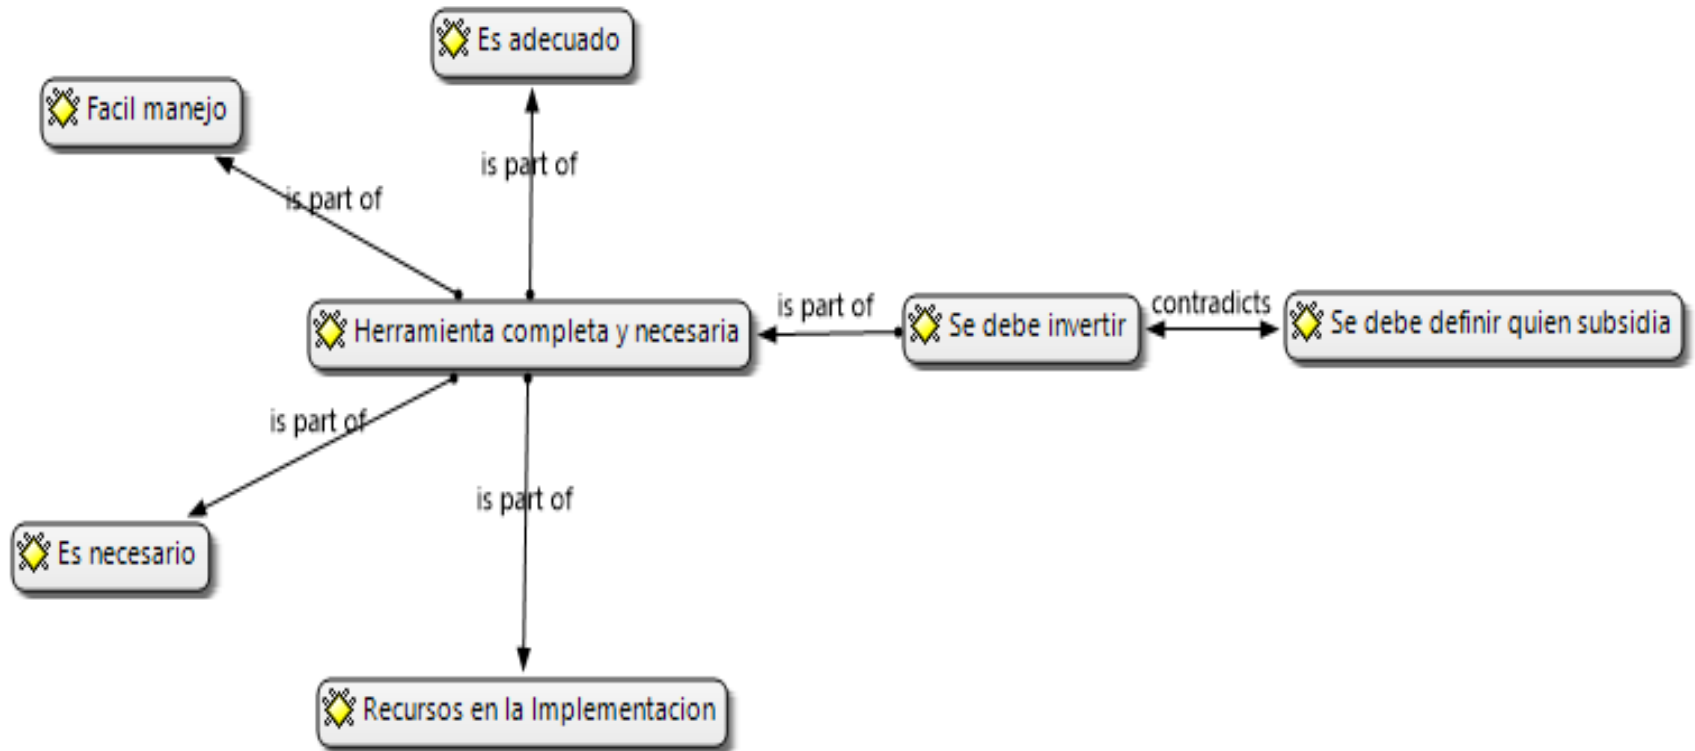 Es adecuado
Facil manejo
is part of
is part of
Herramienta completa y necesaria
is part of
Se debe invertir
contradicts
Se debe definir quien subsidia
is part of
is part of
Es necesario
Recursos en la Implementacion